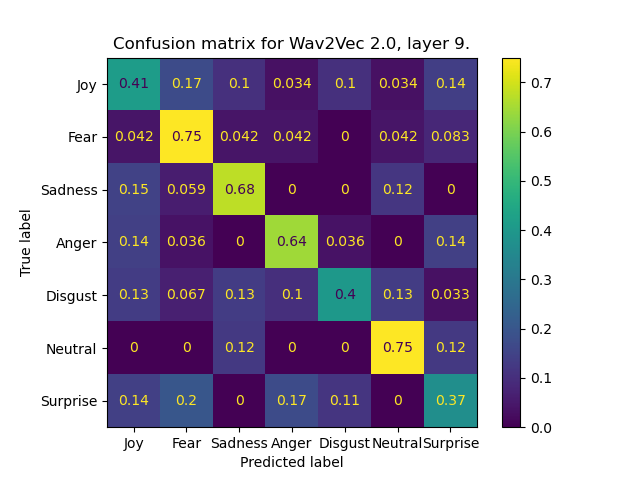 Confusion matrix for Wav2Vec 2.0, layer 9.
Joy 0.41 0.17 0.1 0.034 0.1 0.034 0.14
Fear 0.042 0.75 0.042 0.042 0 0.042 0.083
Sadness 0.15 0.059 0.68 0 0 0.12 0
Anger 0.14 0.036 0 0.64 0.036 0 0.14
Disgust 0.13 0.067 0.13 0.1 0.4 0.13 0.033
Neutral 0 0 0.12 0 0 0.75 0.12
Surprise 0.14 0.2 0 0.17 0.11 0 0.37
Joy Fear Sadness Anger Disgust Neutral Surprise
Predicted label
True label
0.7
0.6
0.5
0.4
0.3
0.2
0.1
0.0